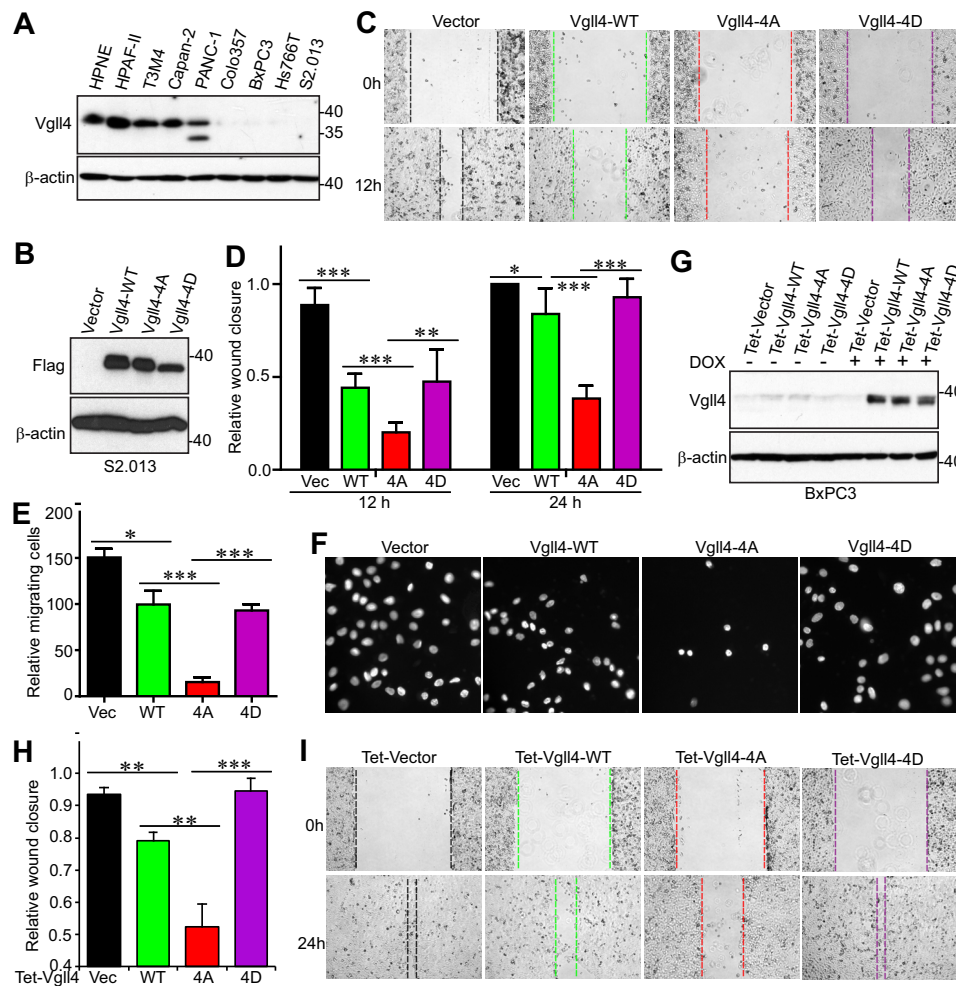 A
HPNE
HPAF-II
T3M4
Capan-2
PANC-1
Colo357
BxPC3
Hs766T
S2.013
Vgll4
-40
-35
β-actin
-40
B
Vector
Vgll4-WT
Vgll4-4A
Vgll4-4D
Flag
-40
β-actin
-40
S2.013
C
Vector Vgll4-WT Vgll4-4A Vgll4-4D
0h
12h
D
Relative wound closure
1.0
0.5
0.0
*** *** ** * *** ***
Vec WT 4A 4D Vec WT 4A 4D
12 h 24 h
E
Relative migrating cells
200
150
100
50
0
* *** ***
Vec WT 4A 4D
F
Vector Vgll4-WT Vgll4-4A Vgll4-4D
G
Tet-Vector
Tet-Vgll4-WT
Tet-Vgll4-4A
Tet-Vgll4-4D
Tet-Vector
Tet-Vgll4-WT
Tet-Vgll4-4A
Tet-Vgll4-4D
DOX - - - - + + + +
Vgll4
-40
β-actin
-40
BxPC3
H
Relative wound closure
1.0
0.9
0.8
0.7
0.6
0.5
0.4
** ** ***
Tet-Vgll4 Vec WT 4A 4D
I
Tet-Vector Tet-Vgll4-WT Tet-Vgll4-4A Tet-Vgll4-4D
0h
24h